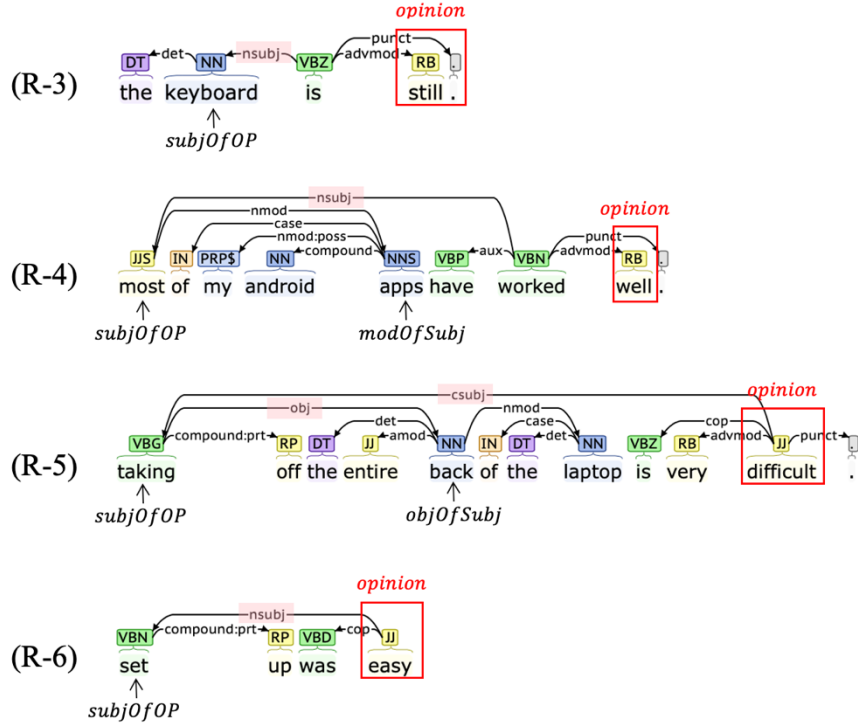 opinion
punct
det nsubj advmod
DT NN VBZ RB .
(R-3) the keyboard is still .
subjOfOP
nsubj
opinion
nmod
case
punct
nmod:poss
compound aux advmod
JJS IN PRP$ NN NNS VBP VBN RB .
(R-4) most of my android apps have worked well .
subjOfOP modOfSubj
csubj
opinion
obj nmod
det case cop
compound:prt amod det advmod punct
VBG RP DT JJ NN IN DT NN VBZ RB JJ .
(R-5) taking off the entire back of the laptop is very difficult .
subjOfOP objOfSubj
opinion
nsubj
compound:prt cop
VBN RP VBD JJ
(R-6) set up was easy
subjOfOP